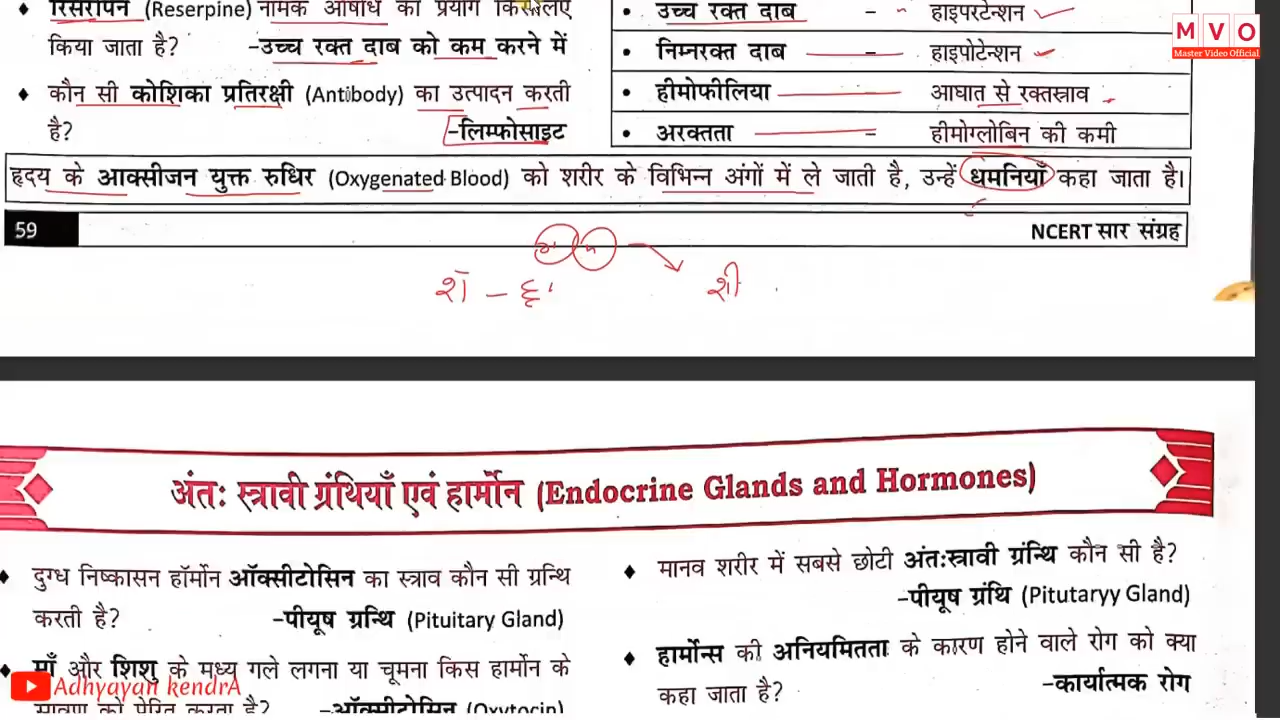 रिसरपिन (Reserpine) नामक औषधि का प्रयोग किसलिए
किया जाता है? –उच्च रक्त दाब को कम करने में
♦ कौन सी कोशिका प्रतिरक्षी (Antibody) का उत्पादन करती
है? –लिम्फोसाइट
• उच्च रक्त दाब – हाइपरटेन्शन
• निम्नरक्त दाब – हाइपोटेन्शन
• हीमोफीलिया – आघात से रक्तस्त्राव
• अरक्तता – हीमोग्लोबिन की कमी
M V O
Master Video Official
हृदय के आक्सीजन युक्त रुधिर (Oxygenated Blood) को शरीर के विभिन्न अंगों में ले जाती है, उन्हें धमनियाँ कहा जाता है।
59 NCERT सार संग्रह
अंतः स्त्रावी ग्रंथियाँ एवं हार्मोन (Endocrine Glands and Hormones)
♦ दुग्ध निष्कासन हॉर्मोन ऑक्सीटोसिन का स्त्राव कौन सी ग्रन्थि
करती है? –पीयूष ग्रन्थि (Pituitary Gland)
♦ माँ और शिशु के मध्य गले लगना या चूमना किस हार्मोन के
स्रावण को प्रेरित करता है? –ऑक्सीटोसिन (Oxytocin)
♦ मानव शरीर में सबसे छोटी अंतःस्त्रावी ग्रंन्थि कौन सी है?
–पीयूष ग्रंथि (Pitutaryy Gland)
♦ हार्मोन्स की अनियमितता के कारण होने वाले रोग को क्या
कहा जाता है? –कार्यात्मक रोग
Adhyayan kendrA